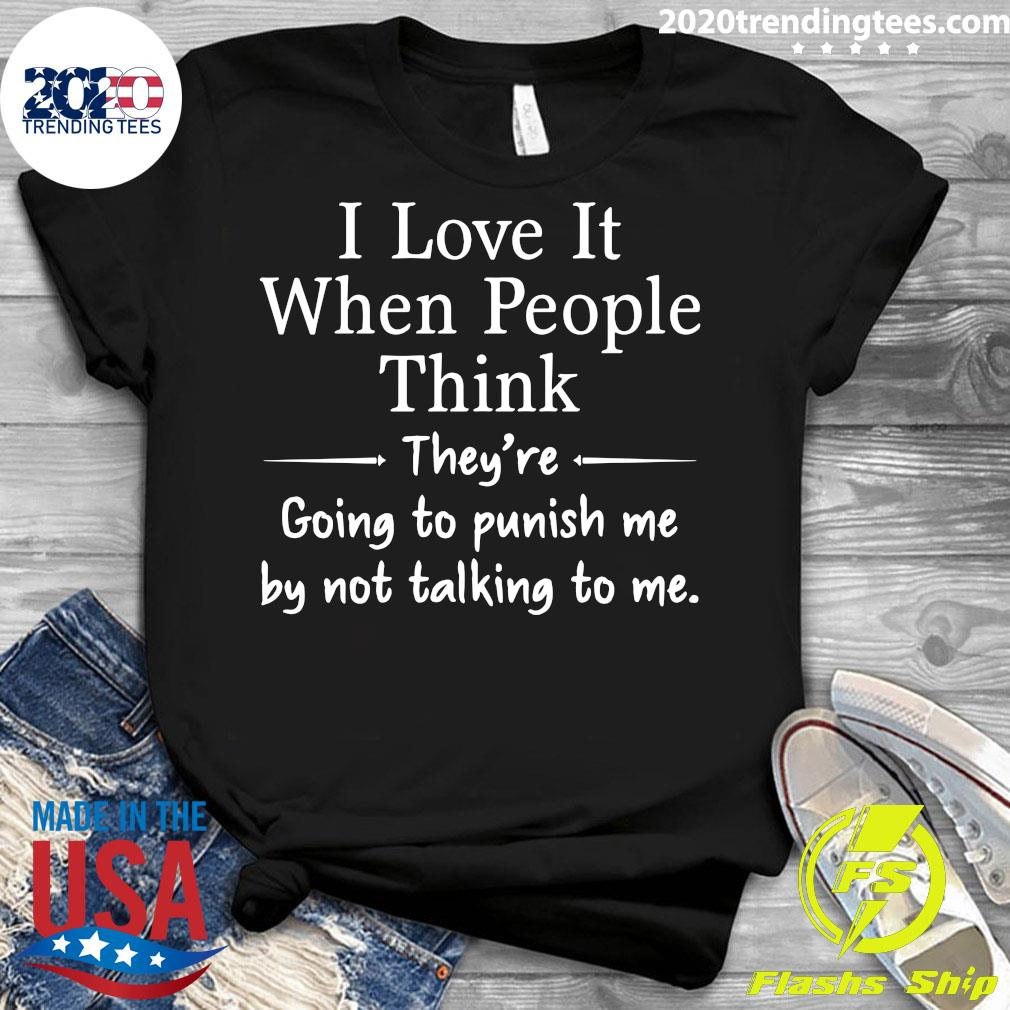 2020trendingtees.com
2020
TRENDING TEES
I Love It
When People
Think
They're
Going to punish me
by not talking to me.
MADE IN THE
USA
FS
Flashs Ship